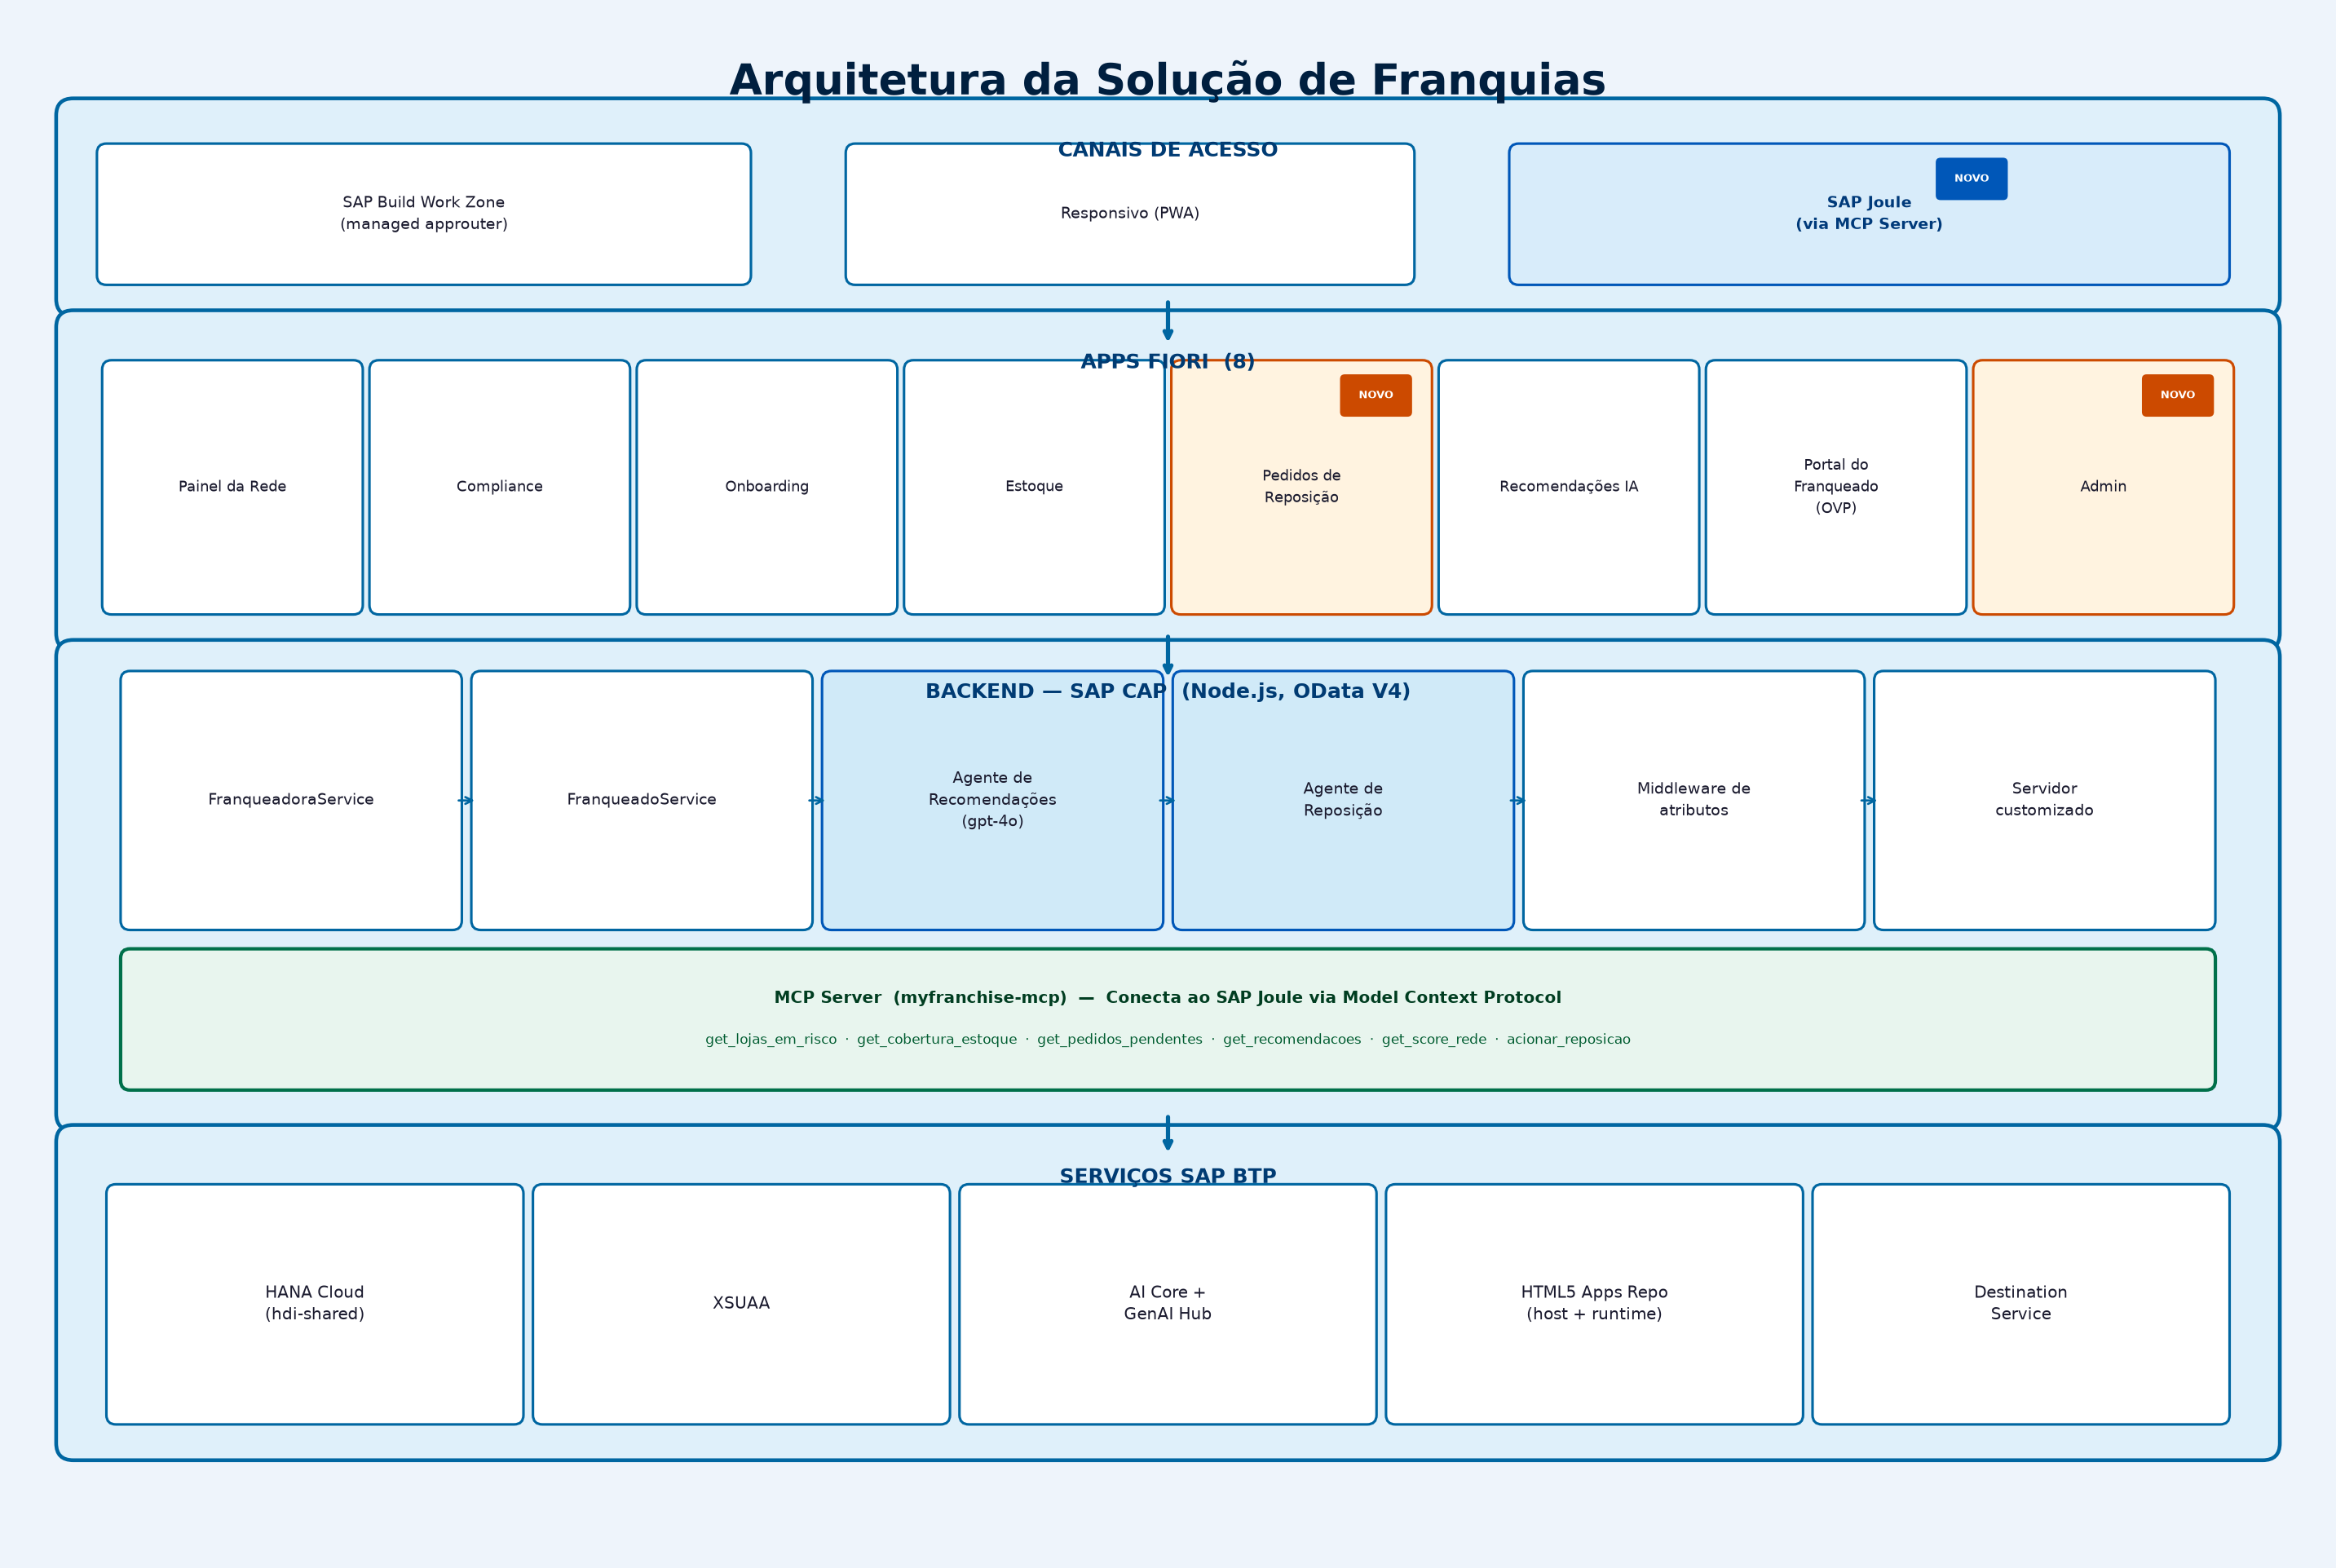 Arquitetura da Solução de Franquias
CANAIS DE ACESSO
SAP Build Work Zone
(managed approuter)
Responsivo (PWA)
NOVO
SAP Joule
(via MCP Server)
APPS FIORI (8)
Painel da Rede
Compliance
Onboarding
Estoque
NOVO
Pedidos de
Reposição
Recomendações IA
Portal do
Franqueado
(OVP)
NOVO
Admin
BACKEND — SAP CAP (Node.js, OData V4)
FranqueadoraService
FranqueadoService
Agente de
Recomendações
(gpt-4o)
Agente de
Reposição
Middleware de
atributos
Servidor
customizado
MCP Server (myfranchise-mcp) — Conecta ao SAP Joule via Model Context Protocol
get_lojas_em_risco · get_cobertura_estoque · get_pedidos_pendentes · get_recomendacoes · get_score_rede · acionar_reposicao
SERVIÇOS SAP BTP
HANA Cloud
(hdi-shared)
XSUAA
AI Core +
GenAI Hub
HTML5 Apps Repo
(host + runtime)
Destination
Service